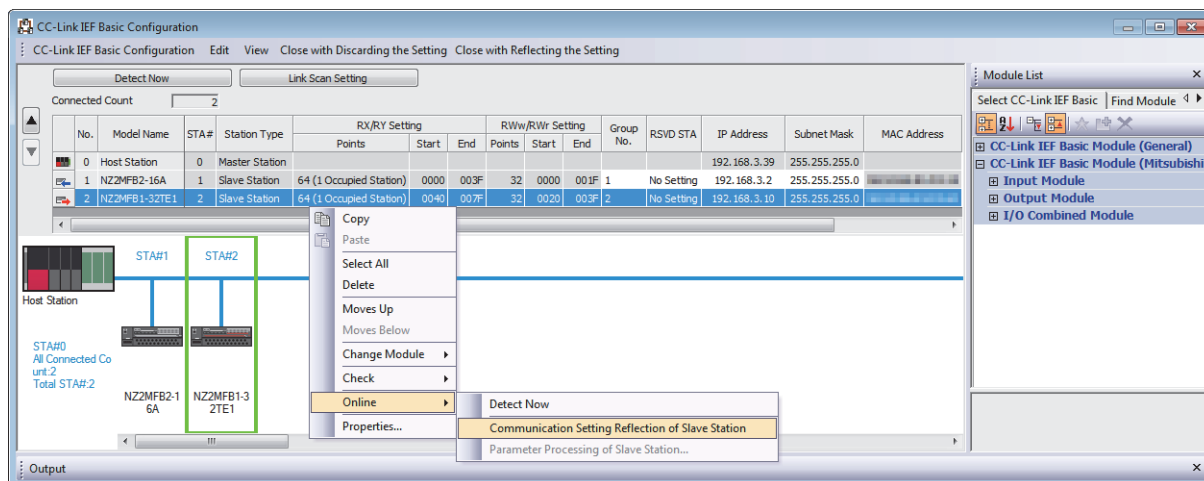 CC-Link IEF Basic Configuration
CC-Link IEF Basic Configuration Edit View Close with Discarding the Setting Close with Reflecting the Setting
Detect Now Link Scan Setting
Connected Count 2
No. Model Name STA# Station Type RX/RY Setting RWw/RWr Setting Group No. RSVD STA IP Address Subnet Mask MAC Address
Points Start End Points Start End
0 Host Station 0 Master Station 192.168.3.39 255.255.255.0
1 NZ2MFB2-16A 1 Slave Station 64 (1 Occupied Station) 0000 003F 32 0000 001F 1 No Setting 192.168.3.2 255.255.255.0
2 NZ2MFB1-32TE1 2 Slave Station 64 (1 Occupied Station) 0040 007F 32 0020 003F 2 No Setting 192.168.3.10 255.255.255.0
STA#1 STA#2
Host Station
STA#0
All Connected Co
unt:2
Total STA#:2
NZ2MFB2-1
6A
NZ2MFB1-3
2TE1
Copy
Paste
Select All
Delete
Moves Up
Moves Below
Change Module
Check
Online
Properties...
Detect Now
Communication Setting Reflection of Slave Station
Parameter Processing of Slave Station...
Module List
Select CC-Link IEF Basic Find Module
CC-Link IEF Basic Module (General)
CC-Link IEF Basic Module (Mitsubishi
Input Module
Output Module
I/O Combined Module
Output